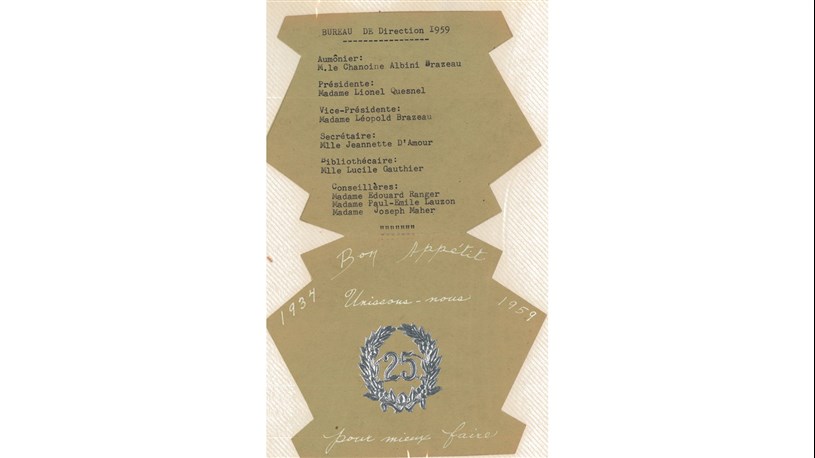 BUREAU DE Direction 1959
-----------------
Aumônier:
M.le Chanoine Albini Brazeau
Présidente:
Madame Lionel Quesnel
Vice-Présidente:
Madame Léopold Brazeau
Secrétaire:
Mlle Jeannette D'Amour
Bibliothécaire:
Mlle Lucile Gauthier
Conseillères:
Madame Edouard Ranger
Madame Paul-Emile Lauzon
Madame Joseph Maher
"""""""
-------
Bon Appétit
1934 Unissons-nous 1959
25
pour mieux faire